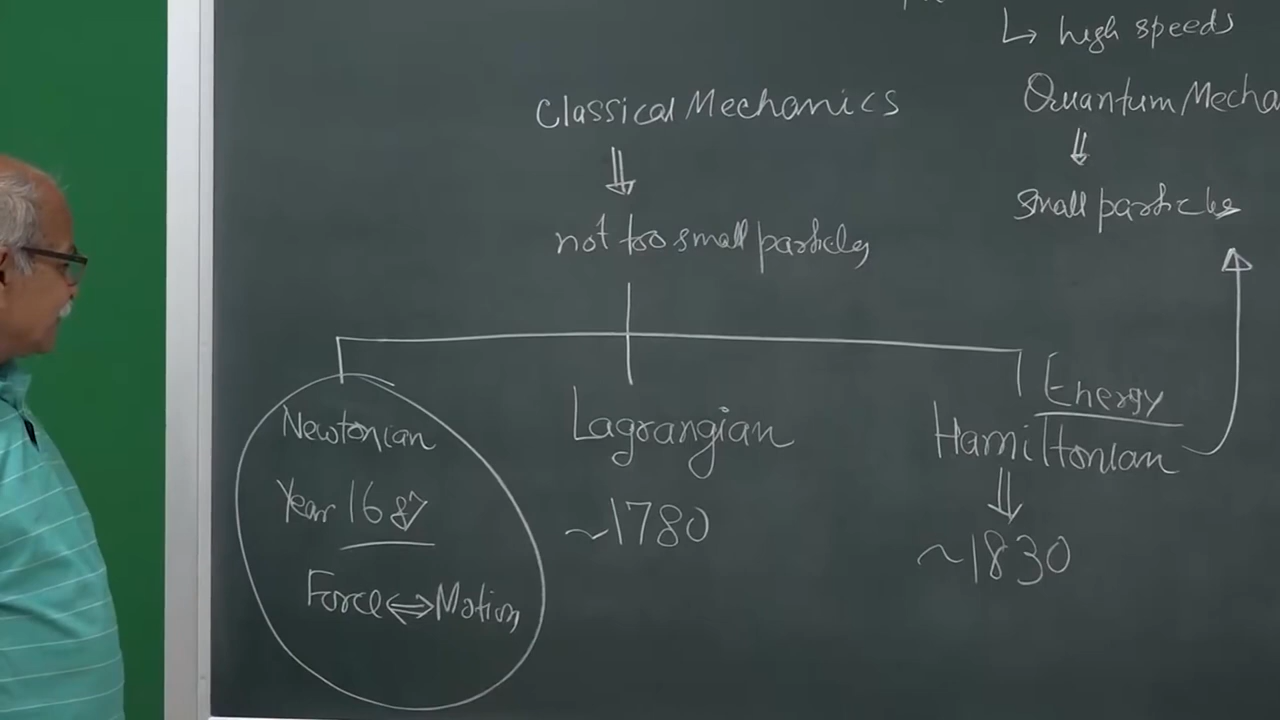 ↳ high speeds
Classical Mechanics
Quantum Mecha
⇓
⇓
not too small particles
small particles
Newtonian
Year 1687
Force ⇔ Motion
Lagrangian
~1780
Energy
Hamiltonian
⇓
~1830